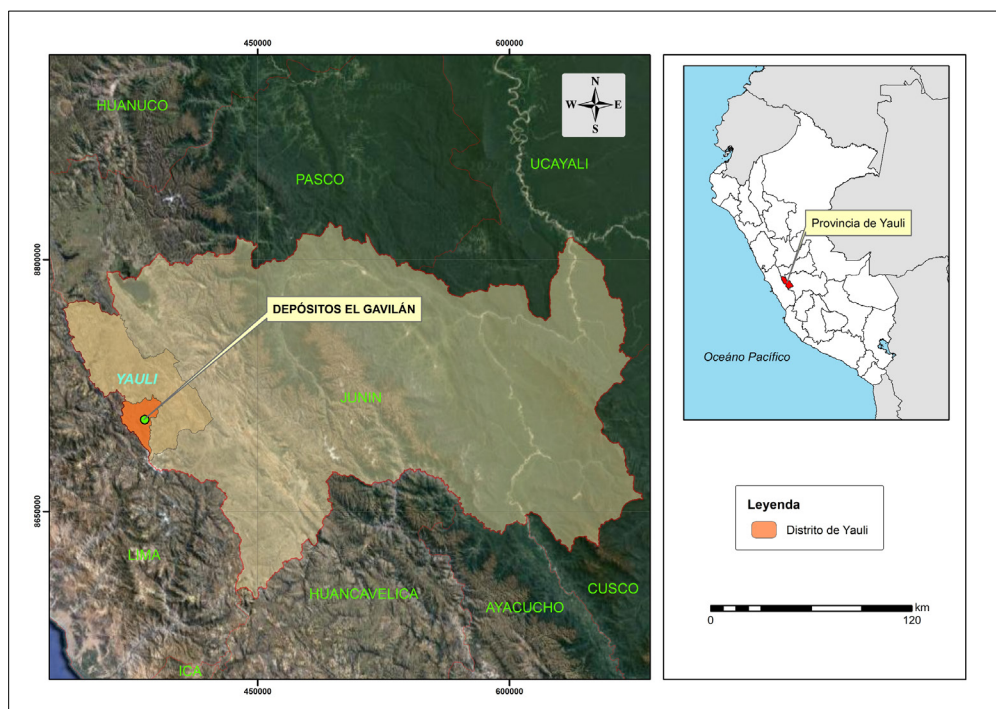 450000
600000
N
W E
S
HUANUCO
UCAYALI
PASCO
8800000
DEPÓSITOS EL GAVILÁN
YAULI
JUNIN
8650000
LIMA
HUANCAVELICA
AYACUCHO
CUSCO
ICA
450000
600000
Provincia de Yauli
Oceáno Pacífico
Leyenda
Distrito de Yauli
km
0
120